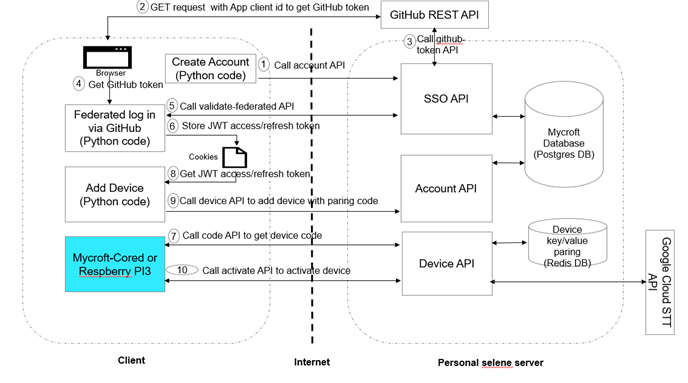 ② GET request with App client id to get GitHub token
GitHub REST API
③ Call github-
token API
Browser
④ Get GitHub token
Create Account
(Python code)
① Call account API
SSO API
⑤ Call validate-federated API
Federated log in
via GitHub
(Python code)
⑥ Store JWT access/refresh token
Cookies
Mycroft
Database
(Postgres DB)
⑧ Get JWT access/refresh token
Add Device
(Python code)
Account API
⑨ Call device API to add device with paring code
⑦ Call code API to get device code
Mycroft-Cored or
Respberry PI3
Device API
Device
key/value
paring
(Redis DB)
10 Call activate API to activate device
Google Cloud STT
API
Client
Internet
Personal selene server